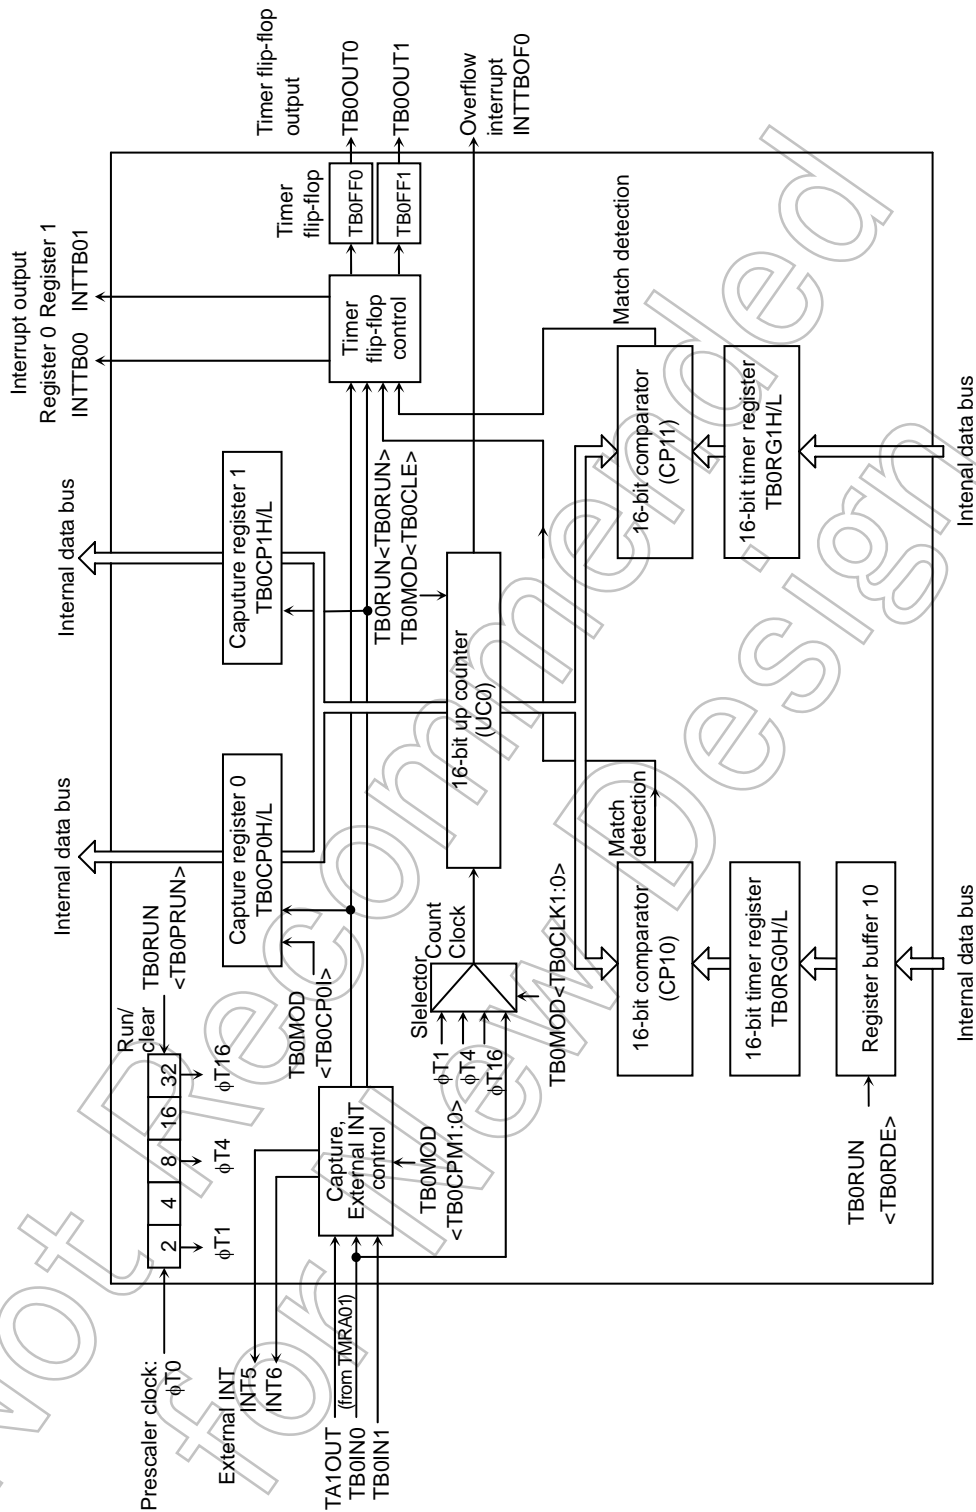 Prescaler clock:
φT0
2 4 8 16 32
Run/
clear
TB0RUN
<TB0PRUN>
φT1
φT4
φT16
External INT
INT5
INT6
TA1OUT
(from TMRA01)
TB0IN0
TB0IN1
Capture,
External INT
control
TB0MOD
<TB0CPM1:0>
TB0MOD
<TB0CP0I>
Internal data bus
Capture register 0
TB0CP0H/L
Internal data bus
Caputure register 1
TB0CP1H/L
Interrupt output
Register 0 Register 1
INTTB00 INTTB01
Slelector
φT1
φT4
φT16
Count
Clock
TB0MOD<TB0CLK1:0>
16-bit up counter
(UC0)
TB0RUN<TB0RUN>
TB0MOD<TB0CLE>
Timer
flip-flop
control
Timer
flip-flop
TB0FF0
TB0FF1
Timer flip-flop
output
TB0OUT0
TB0OUT1
Overflow
interrupt
INTTBOF0
Match
detection
16-bit comparator
(CP10)
16-bit timer register
TB0RG0H/L
Register buffer 10
TB0RUN
<TB0RDE>
Internal data bus
Match detection
16-bit comparator
(CP11)
16-bit timer register
TB0RG1H/L
Intenal data bus
Not Recommended
for New Design